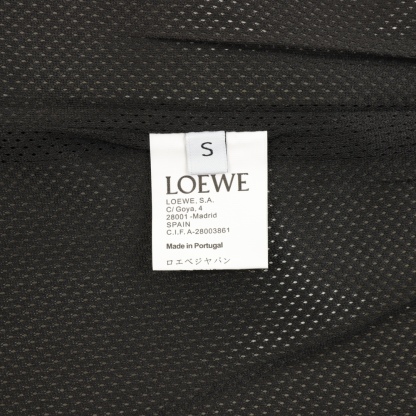 S
LOEWE
LOEWE, S.A.
C/ Goya, 4
28001 -Madrid
SPAIN
C.I.F. A-28003861
Made in Portugal
ロエベジャパン